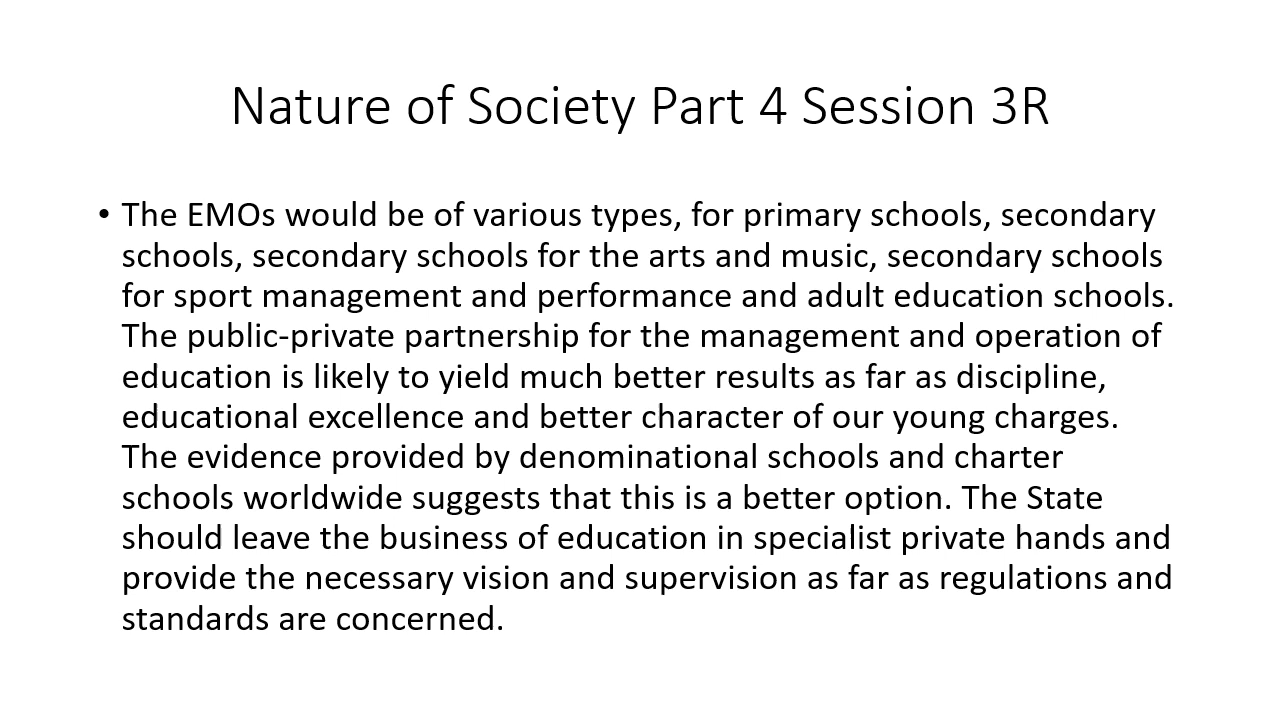 Nature of Society Part 4 Session 3R
• The EMOs would be of various types, for primary schools, secondary
schools, secondary schools for the arts and music, secondary schools
for sport management and performance and adult education schools.
The public-private partnership for the management and operation of
education is likely to yield much better results as far as discipline,
educational excellence and better character of our young charges.
The evidence provided by denominational schools and charter
schools worldwide suggests that this is a better option. The State
should leave the business of education in specialist private hands and
provide the necessary vision and supervision as far as regulations and
standards are concerned.